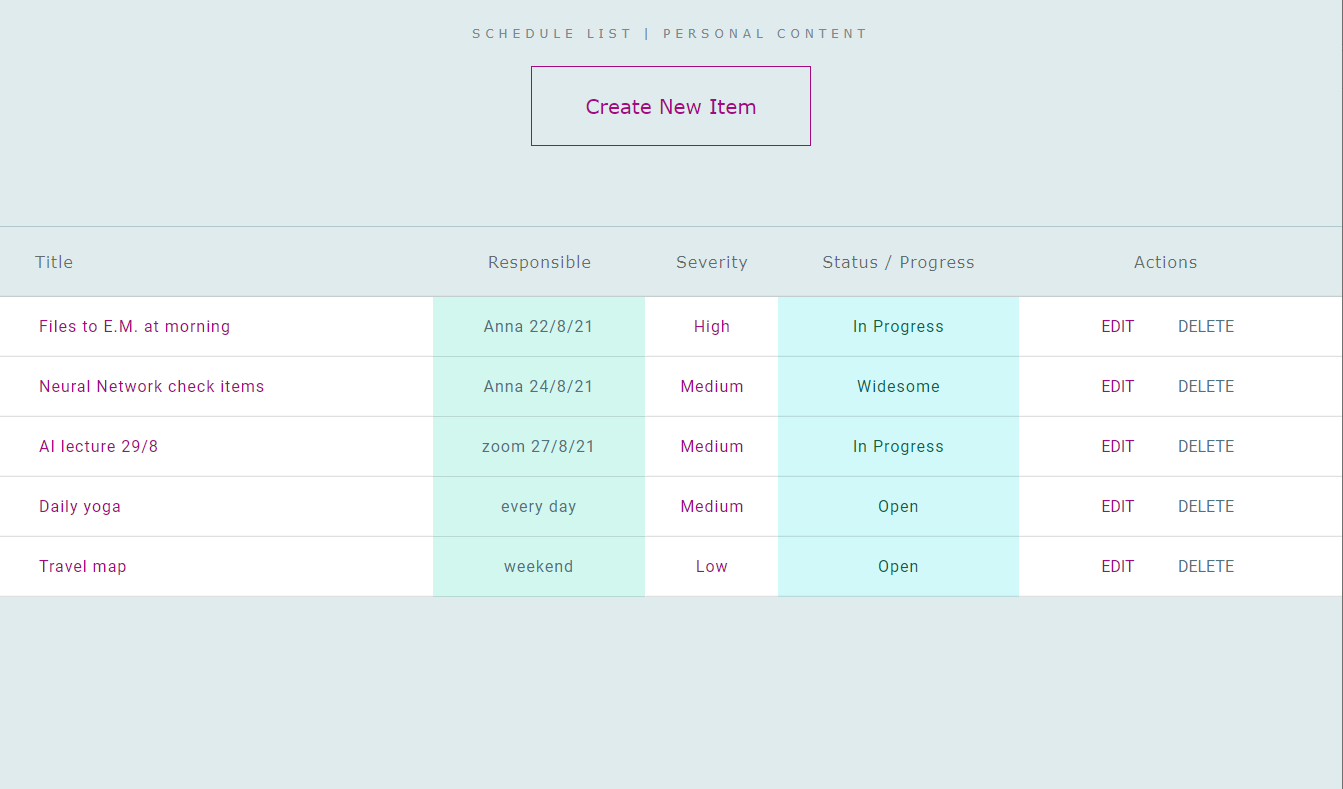 SCHEDULE LIST | PERSONAL CONTENT
Create New Item
Title Responsible Severity Status / Progress Actions
Files to E.M. at morning Anna 22/8/21 High In Progress EDIT DELETE
Neural Network check items Anna 24/8/21 Medium Widesome EDIT DELETE
AI lecture 29/8 zoom 27/8/21 Medium In Progress EDIT DELETE
Daily yoga every day Medium Open EDIT DELETE
Travel map weekend Low Open EDIT DELETE